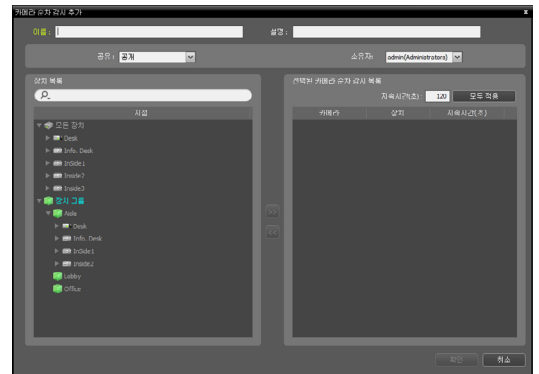 카메라 순차 감시 추가 x
이름 : 설명 :
공유 : 공개 소유자: admin(Administrators)
장치 목록 선택된 카메라 순차 감시 목록
지속시간(초) : 120 모두 적용
시점 카메라 장치 지속시간(초)
모든 장치
Desk
Info. Desk
InSide1
Inside2
Inside3
장치 그룹
Aisle
Desk
Info. Desk
InSide1
Inside2
Lobby
Office
>>
<<
확인 취소